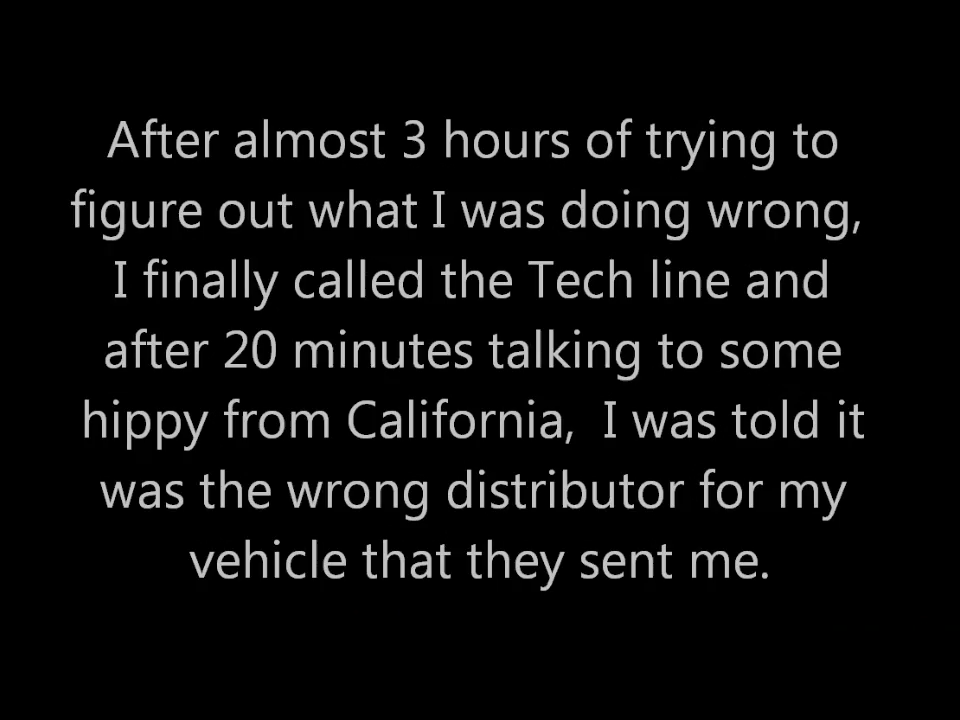 After almost 3 hours of trying to
figure out what I was doing wrong,
I finally called the Tech line and
after 20 minutes talking to some
hippy from California,  I was told it
was the wrong distributor for my
vehicle that they sent me.